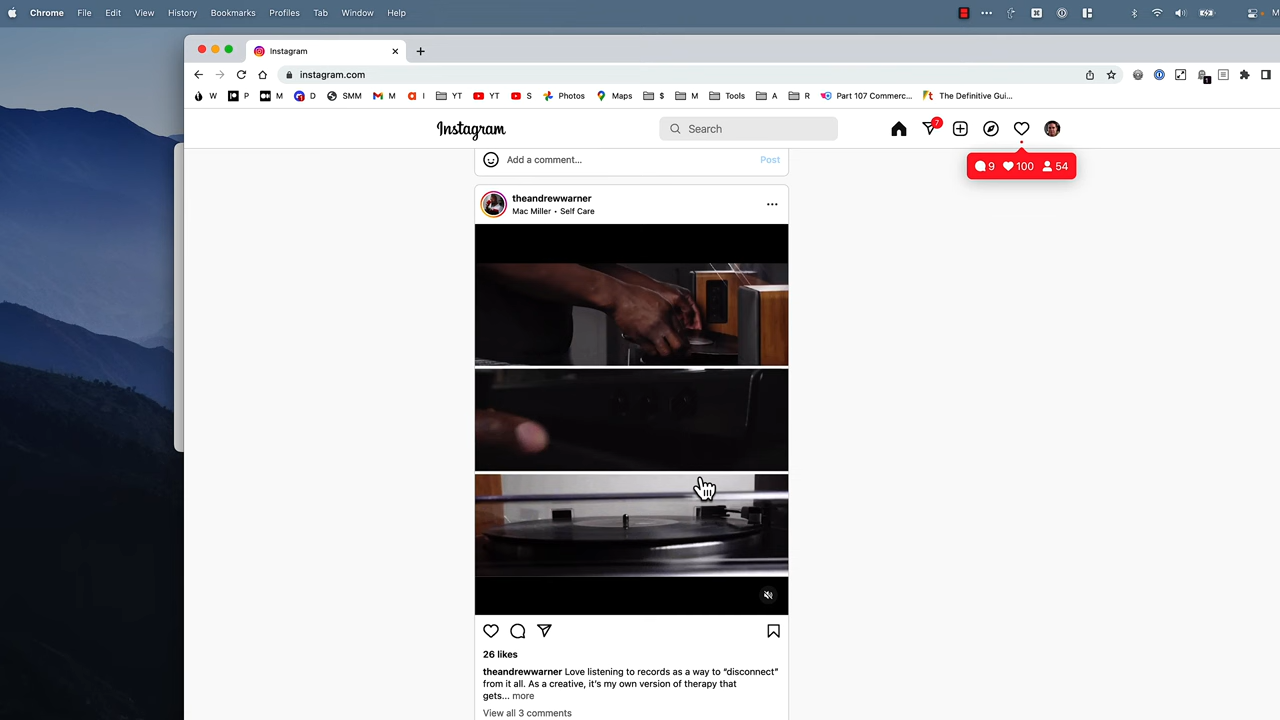 Chrome File Edit View History Bookmarks Profiles Tab Window Help
Instagram
instagram.com
W P M D SMM M I YT YT S Photos Maps $ M Tools A R Part 107 Commerc... The Definitive Gui...
Instagram
Search
7
9 100 54
Add a comment...
Post
theandrewwarner
Mac Miller • Self Care
26 likes
theandrewwarner Love listening to records as a way to “disconnect”
from it all. As a creative, it’s my own version of therapy that
gets... more
View all 3 comments